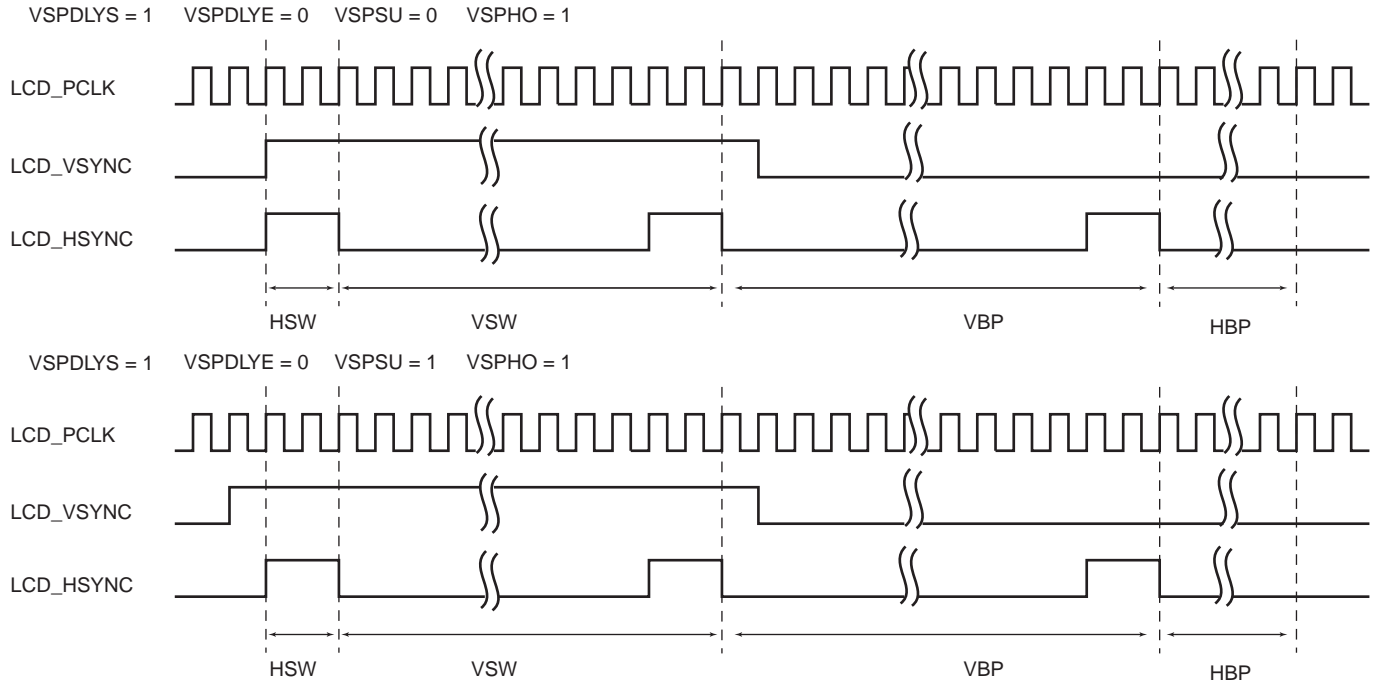 VSPDLYS = 1 VSPDLYE = 0 VSPSU = 0 VSPHO = 1
LCD_PCLK
LCD_VSYNC
LCD_HSYNC
HSW VSW VBP HBP
VSPDLYS = 1 VSPDLYE = 0 VSPSU = 1 VSPHO = 1
LCD_PCLK
LCD_VSYNC
LCD_HSYNC
HSW VSW VBP HBP